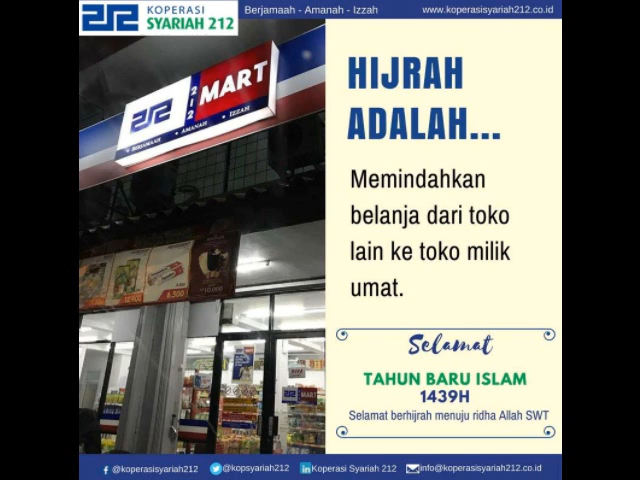 212 KOPERASI
SYARIAH 212
Berjamaah - Amanah - Izzah
www.koperasisyariah212.co.id
212 212 MART
BERJAMAAH • AMANAH • IZZAH
HIJRAH
ADALAH...
Memindahkan
belanja dari toko
lain ke toko milik
umat.
Selamat
TAHUN BARU ISLAM
1439H
Selamat berhijrah menuju ridha Allah SWT
@koperasisyariah212
@kopsyariah212
Koperasi Syariah 212
info@koperasisyariah212.co.id